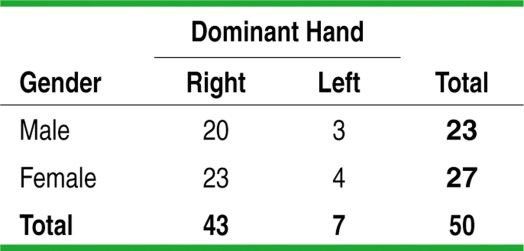 Dominant Hand
Gender Right Left Total
Male 20 3 23
Female 23 4 27
Total 43 7 50